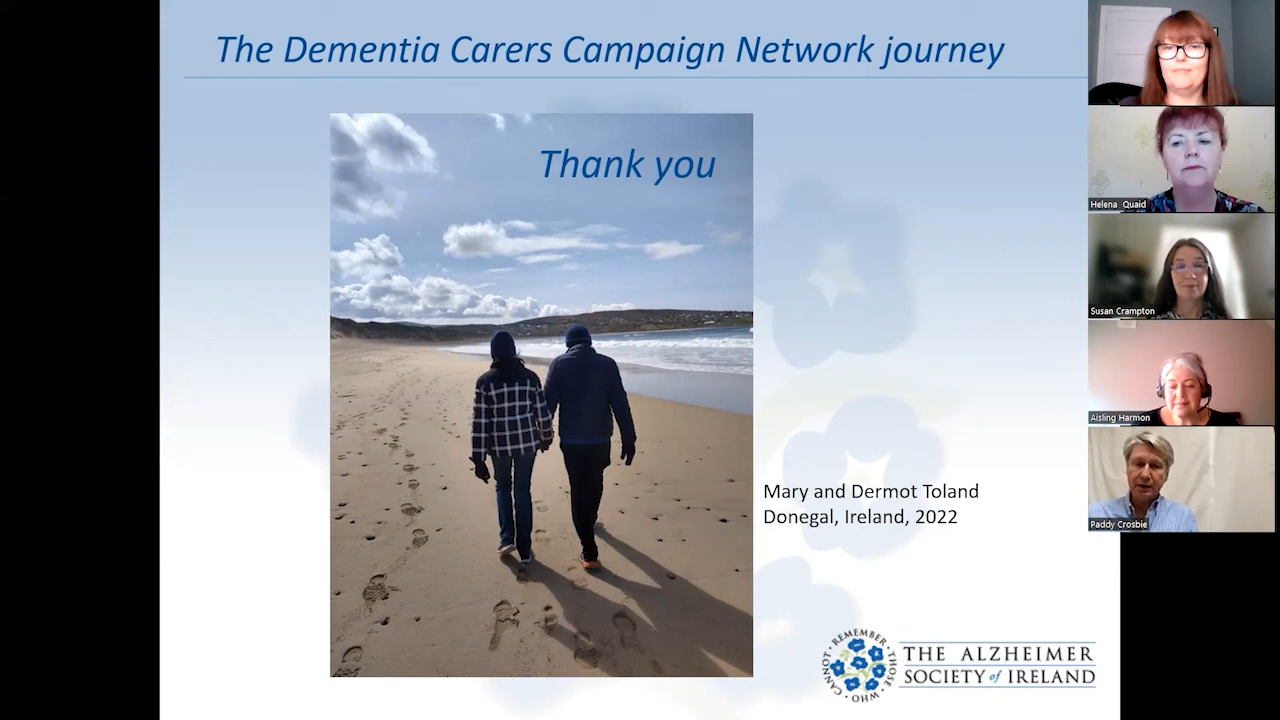 The Dementia Carers Campaign Network journey
Thank you
Mary and Dermot Toland
Donegal, Ireland, 2022
REMEMBER THOSE WHO CANNOT
THE ALZHEIMER
SOCIETY of IRELAND
Helena Quaid
Susan Crampton
Aisling Harmon
Paddy Crosbie